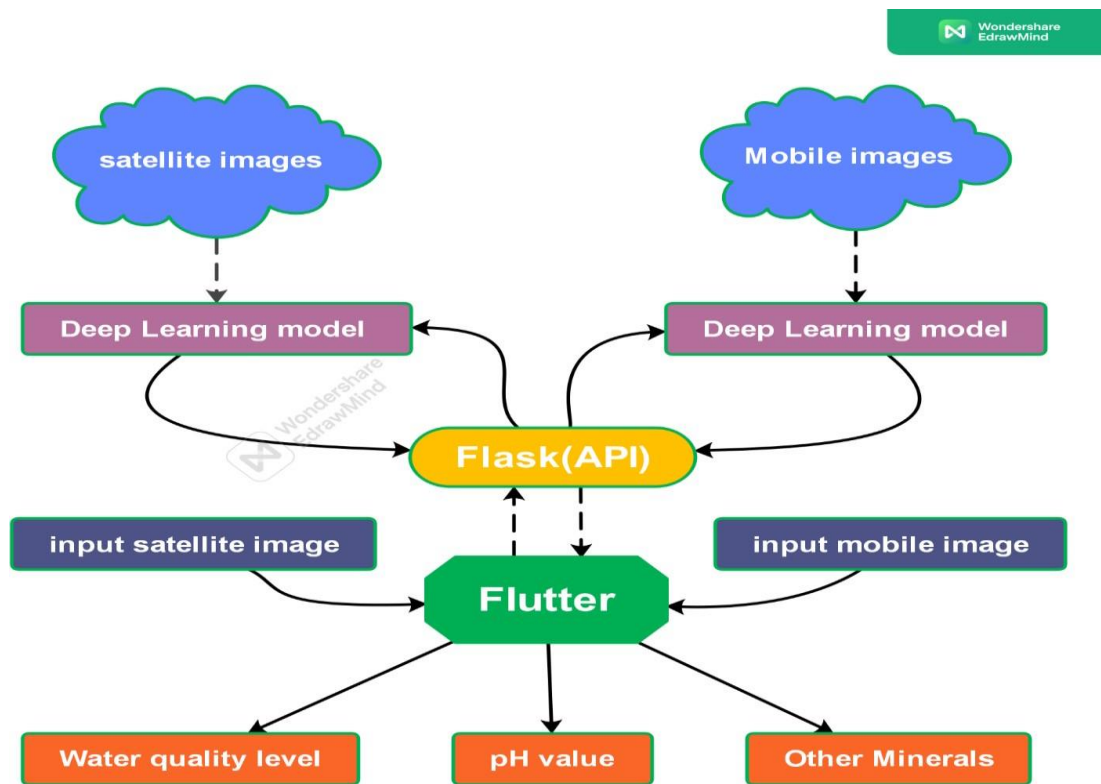 Wondershare
EdrawMind
satellite images
Mobile images
Deep Learning model
Deep Learning model
Wondershare
EdrawMind
Flask(API)
input satellite image
input mobile image
Flutter
Water quality level
pH value
Other Minerals